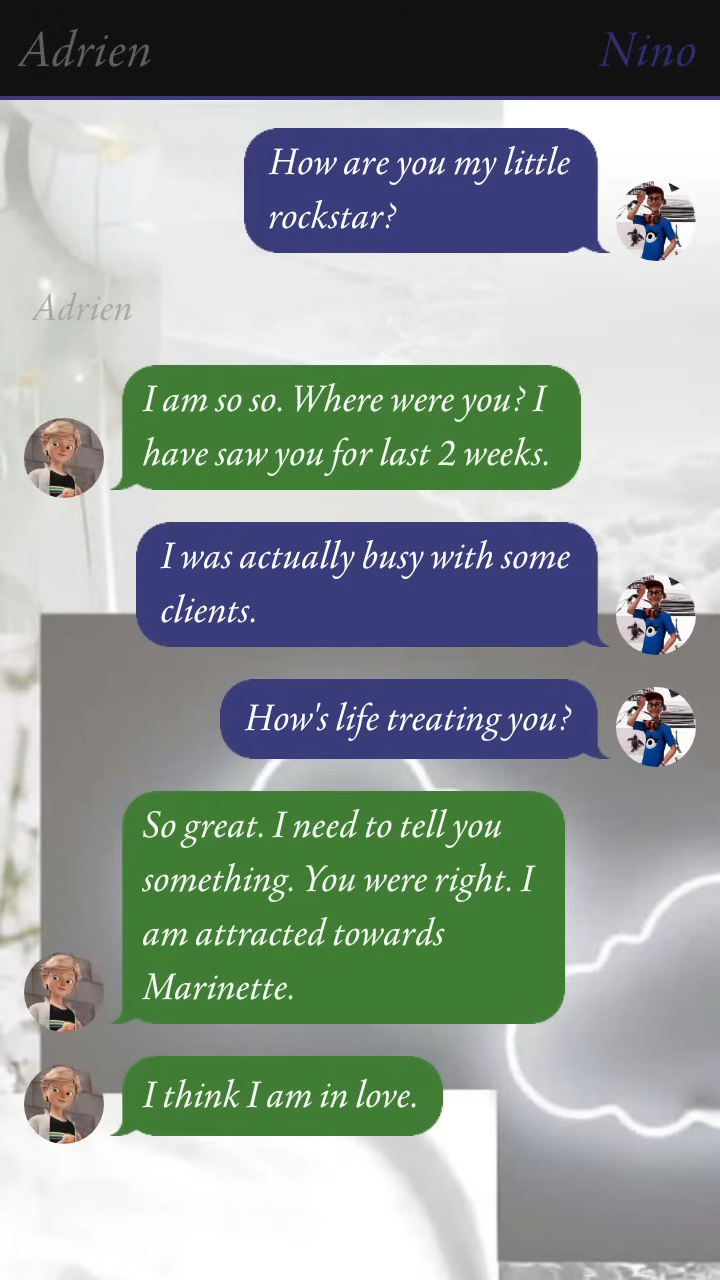 Adrien
Nino
How are you my little
rockstar?
Adrien
I am so so. Where were you? I
have saw you for last 2 weeks.
I was actually busy with some
clients.
How's life treating you?
So great. I need to tell you
something. You were right. I
am attracted towards
Marinette.
I think I am in love.